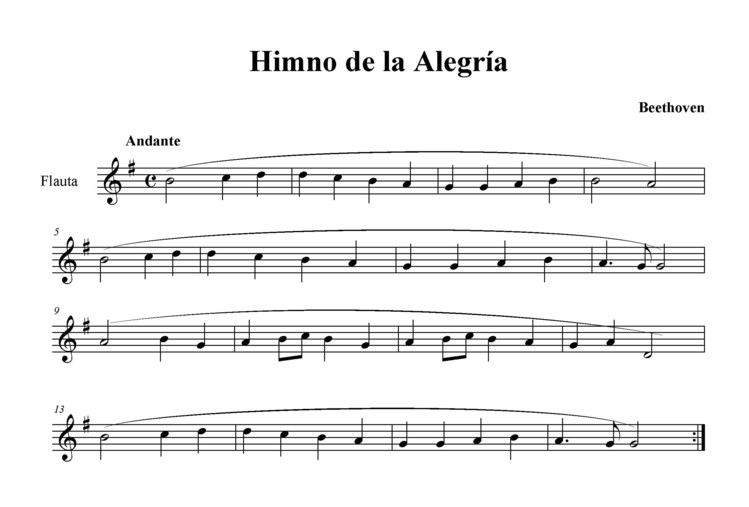 Himno de la Alegría
Beethoven
Andante
Flauta
5
9
13